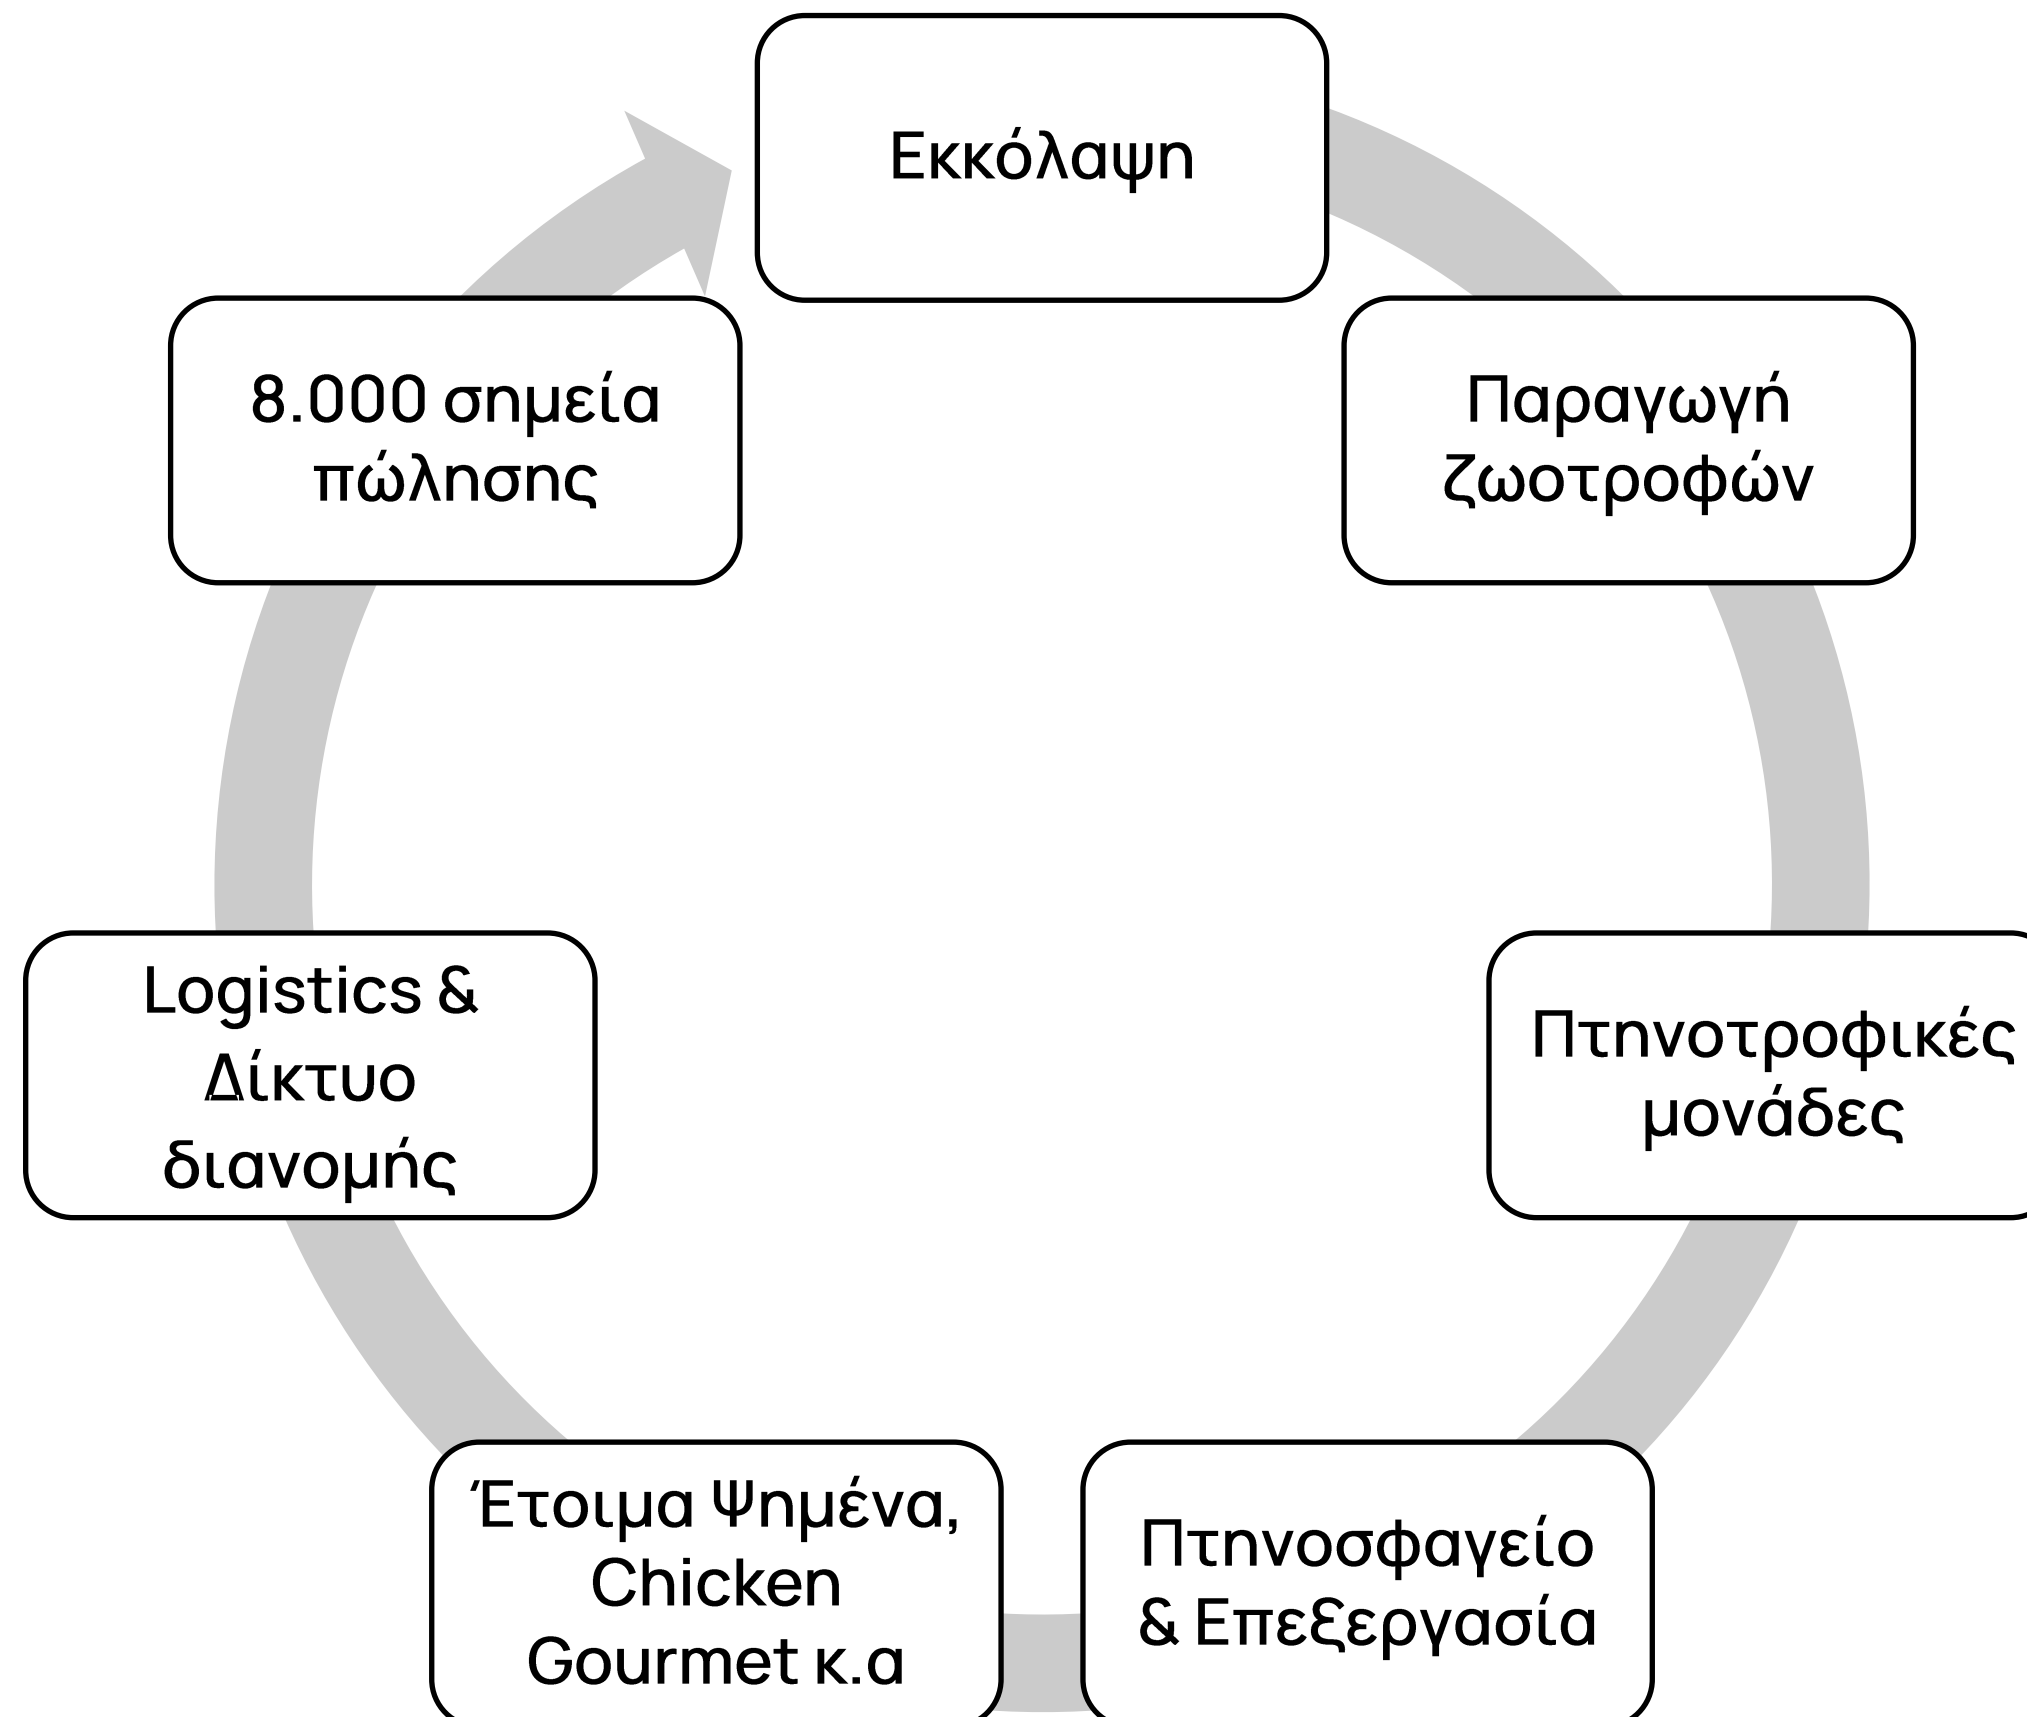 Εκκόλαψη
Παραγωγή
ζωοτροφών
Πτηνοτροφικές
μονάδες
Πτηνοσφαγείο
& Επεξεργασία
Έτοιμα Ψημένα,
Chicken
Gourmet κ.α
Logistics &
Δίκτυο
διανομής
8.000 σημεία
πώλησης